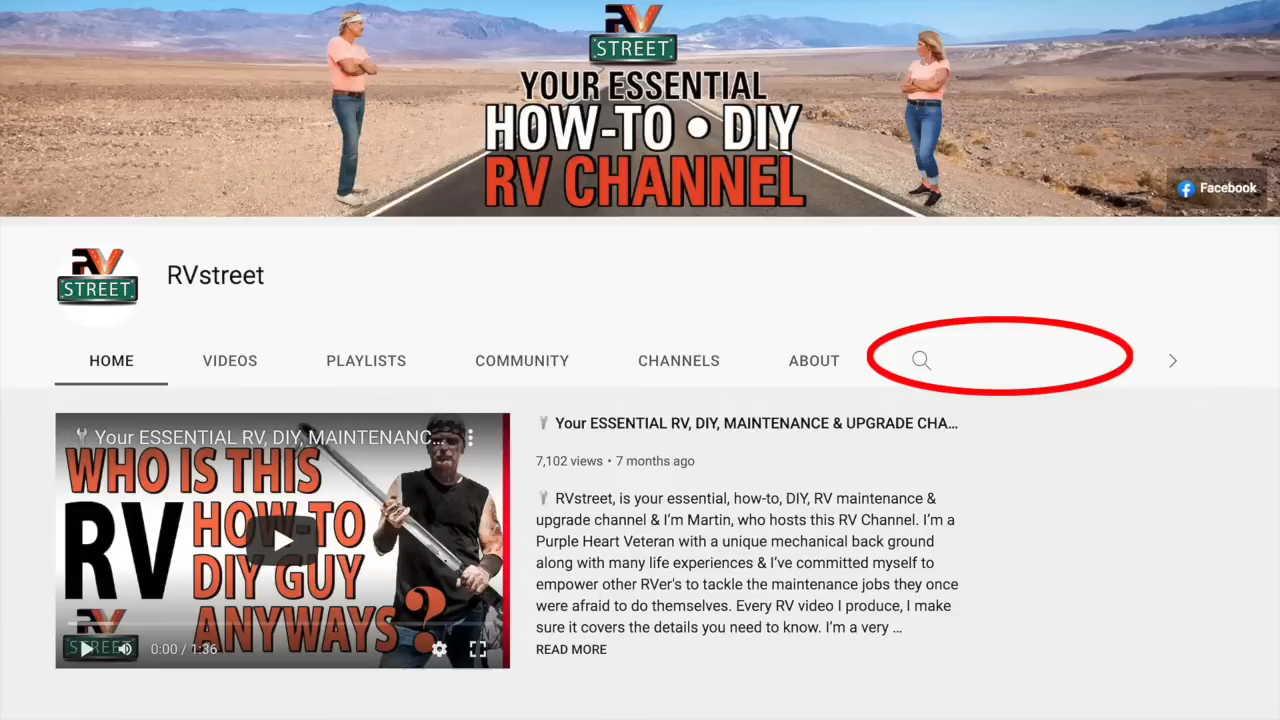 RV
STREET
YOUR ESSENTIAL
HOW-TO • DIY
RV CHANNEL
Facebook
RV
STREET
RVstreet
HOME VIDEOS PLAYLISTS COMMUNITY CHANNELS ABOUT
Your ESSENTIAL RV, DIY, MAINTENANC...
WHO IS THIS
RV HOW-TO
DIY GUY
ANYWAYS?
RV
STREET
0:00 / 1:36
Your ESSENTIAL RV, DIY, MAINTENANCE & UPGRADE CHA...
7,102 views • 7 months ago
RVstreet, is your essential, how-to, DIY, RV maintenance &
upgrade channel & I'm Martin, who hosts this RV Channel. I'm a
Purple Heart Veteran with a unique mechanical back ground
along with many life experiences & I've committed myself to
empower other RVer's to tackle the maintenance jobs they once
were afraid to do themselves. Every RV video I produce, I make
sure it covers the details you need to know. I'm a very ...
READ MORE